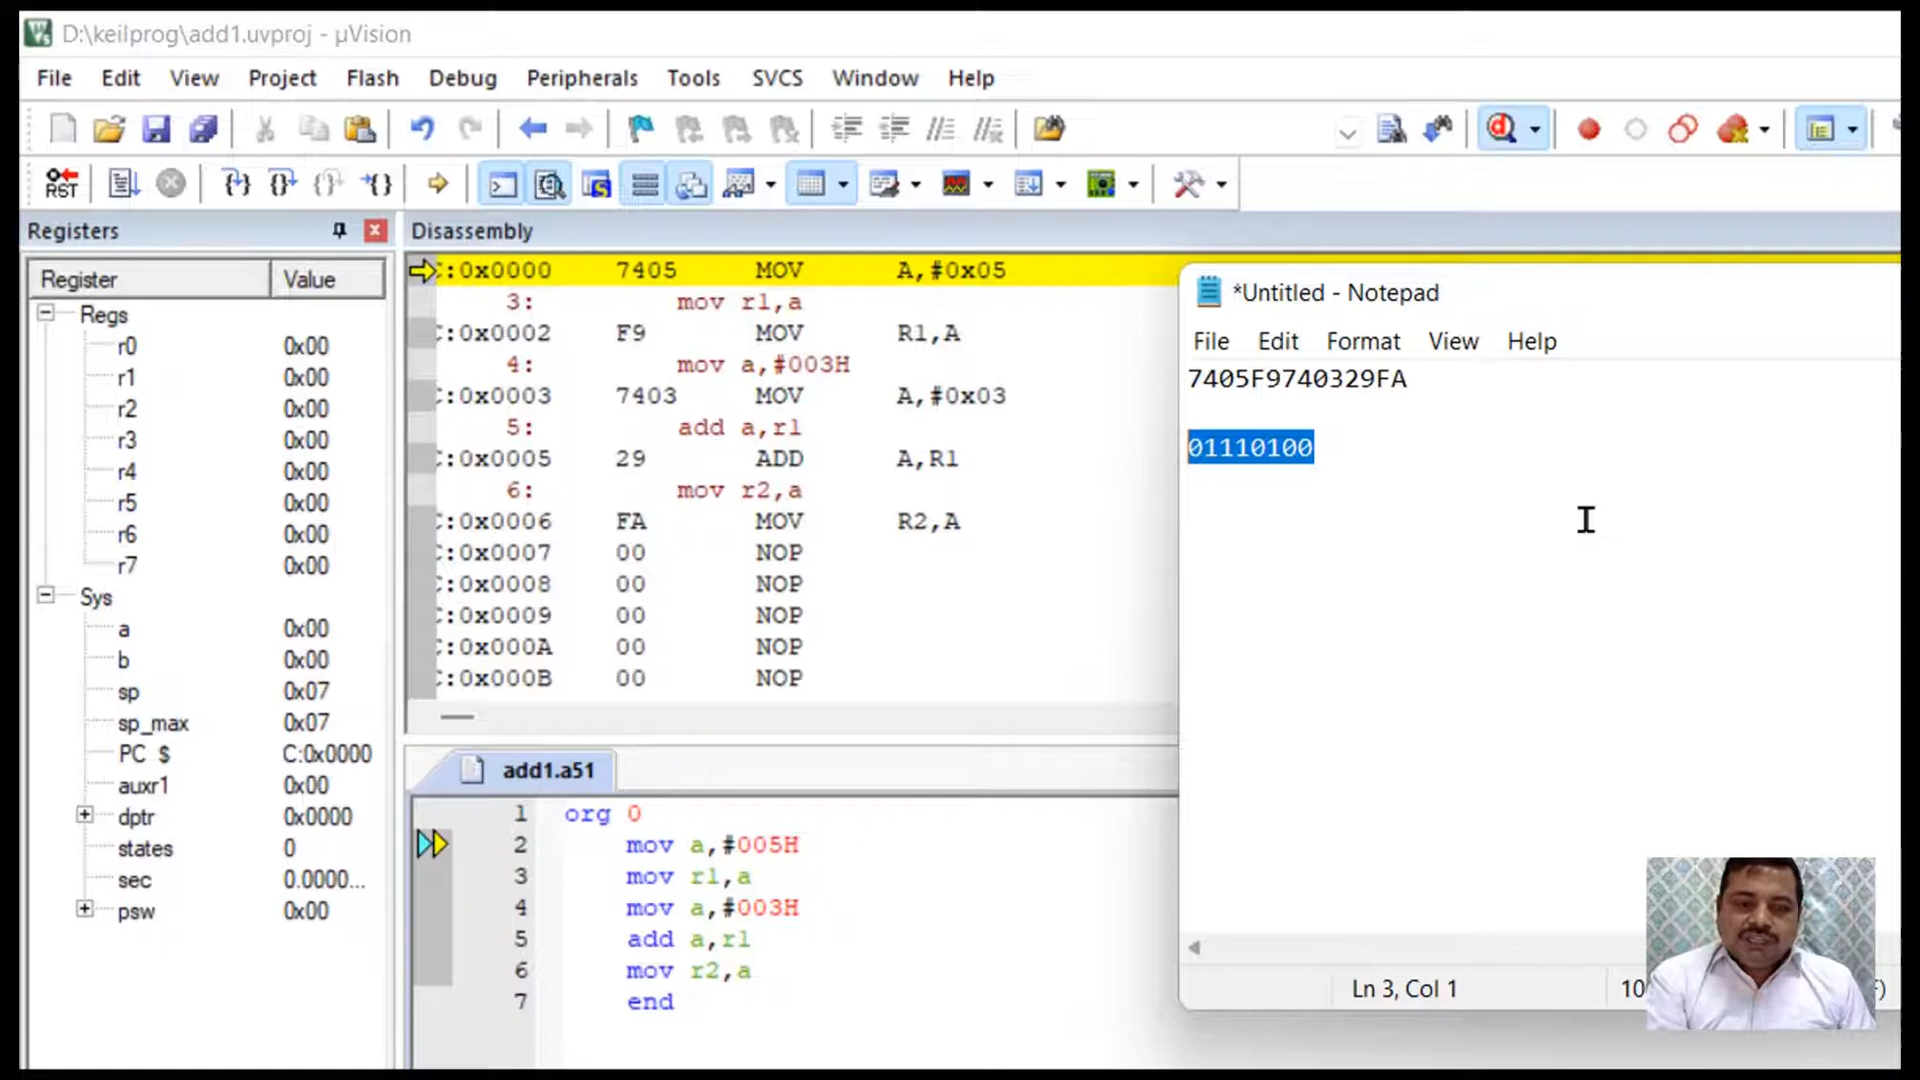 D:\keilprog\add1.uvproj - µVision
File Edit View Project Flash Debug Peripherals Tools SVCS Window Help
RST
Registers
Register Value
Regs
r0 0x00
r1 0x00
r2 0x00
r3 0x00
r4 0x00
r5 0x00
r6 0x00
r7 0x00
Sys
a 0x00
b 0x00
sp 0x07
sp_max 0x07
PC $ C:0x0000
auxr1 0x00
dptr 0x0000
states 0
sec 0.0000...
psw 0x00
Disassembly
C:0x0000 7405 MOV A,#0x05
3: mov r1,a
C:0x0002 F9 MOV R1,A
4: mov a,#003H
C:0x0003 7403 MOV A,#0x03
5: add a,r1
C:0x0005 29 ADD A,R1
6: mov r2,a
C:0x0006 FA MOV R2,A
C:0x0007 00 NOP
C:0x0008 00 NOP
C:0x0009 00 NOP
C:0x000A 00 NOP
C:0x000B 00 NOP
add1.a51
1 org 0
2 mov a,#005H
3 mov r1,a
4 mov a,#003H
5 add a,r1
6 mov r2,a
7 end
*Untitled - Notepad
File Edit Format View Help
7405F9740329FA
01110100
Ln 3, Col 1